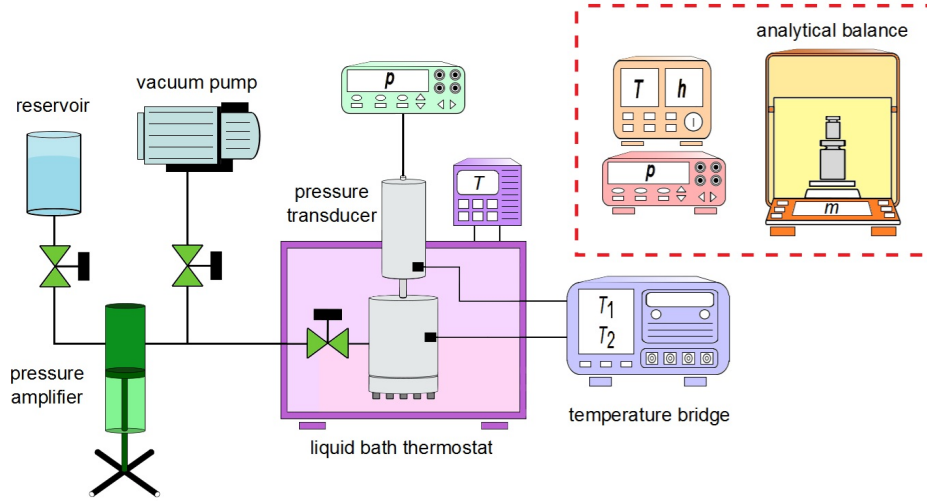 analytical balance
vacuum pump
reservoir
p
T
h
pressure
transducer
T
p
m
T1
T2
pressure
amplifier
temperature bridge
liquid bath thermostat